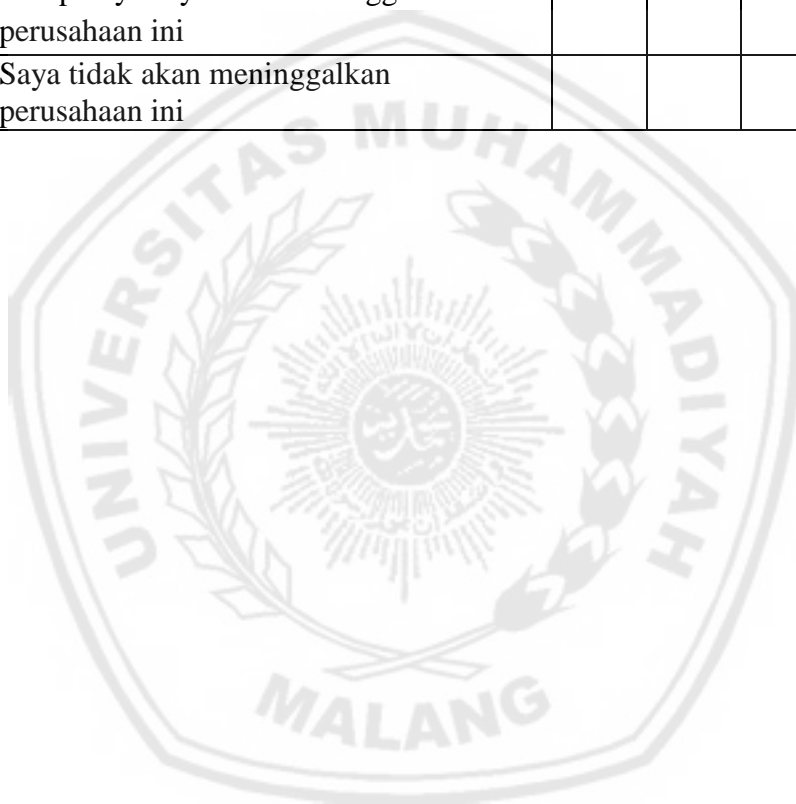 perusahaan ini
Saya tidak akan meninggalkan
perusahaan ini
UNIVERSITAS MUHAMMADIYAH
MALANG